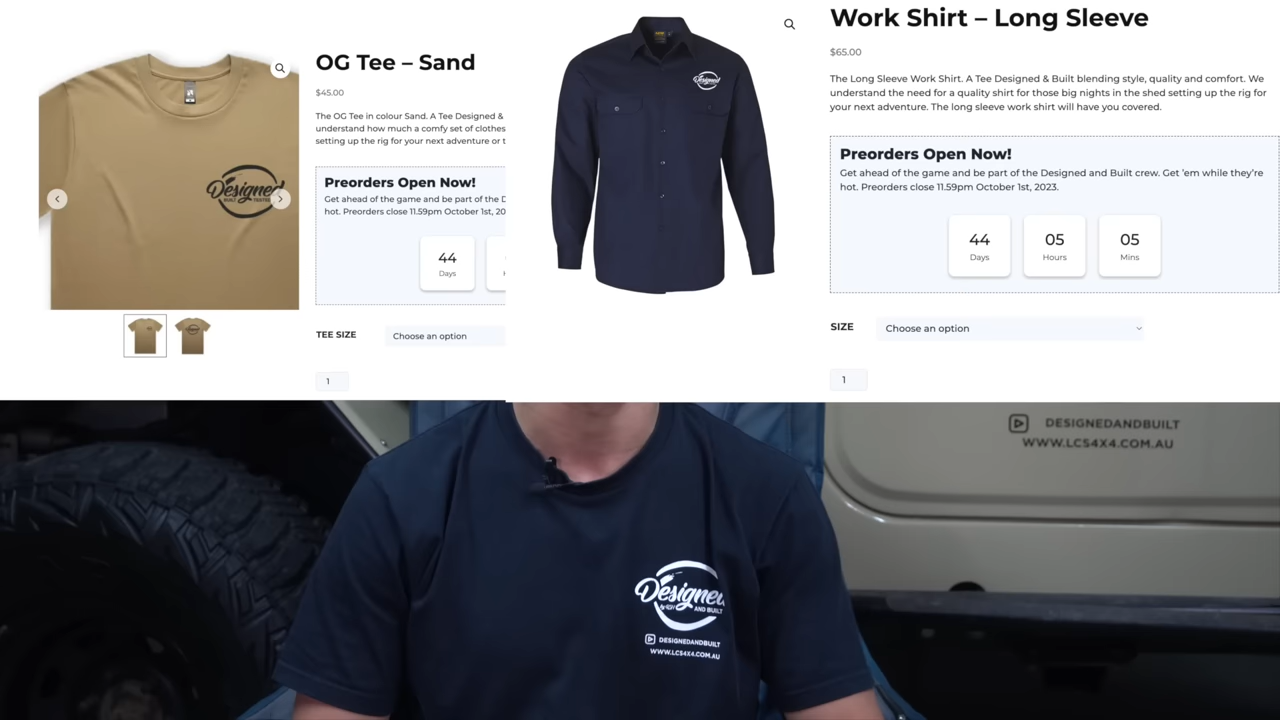 OG Tee – Sand
$45.00
The OG Tee in colour Sand. A Tee Designed &
understand how much a comfy set of clothes
setting up the rig for your next adventure or t
Preorders Open Now!
Get ahead of the game and be part of the D
hot. Preorders close 11.59pm October 1st, 20
44
Days
TEE SIZE
Choose an option
1
Designed
BUILT
Designed
Work Shirt – Long Sleeve
$65.00
The Long Sleeve Work Shirt. A Tee Designed & Built blending style, quality and comfort. We
understand the need for a quality shirt for those big nights in the shed setting up the rig for
your next adventure. The long sleeve work shirt will have you covered.
Preorders Open Now!
Get ahead of the game and be part of the Designed and Built crew. Get 'em while they're
hot. Preorders close 11.59pm October 1st, 2023.
44 05 05
Days Hours Mins
SIZE
Choose an option
1
DESIGNEDANDBUILT
WWW.LCS4X4.COM.AU
Designed
AND BUILT
DESIGNEDANDBUILT
WWW.LCS4X4.COM.AU